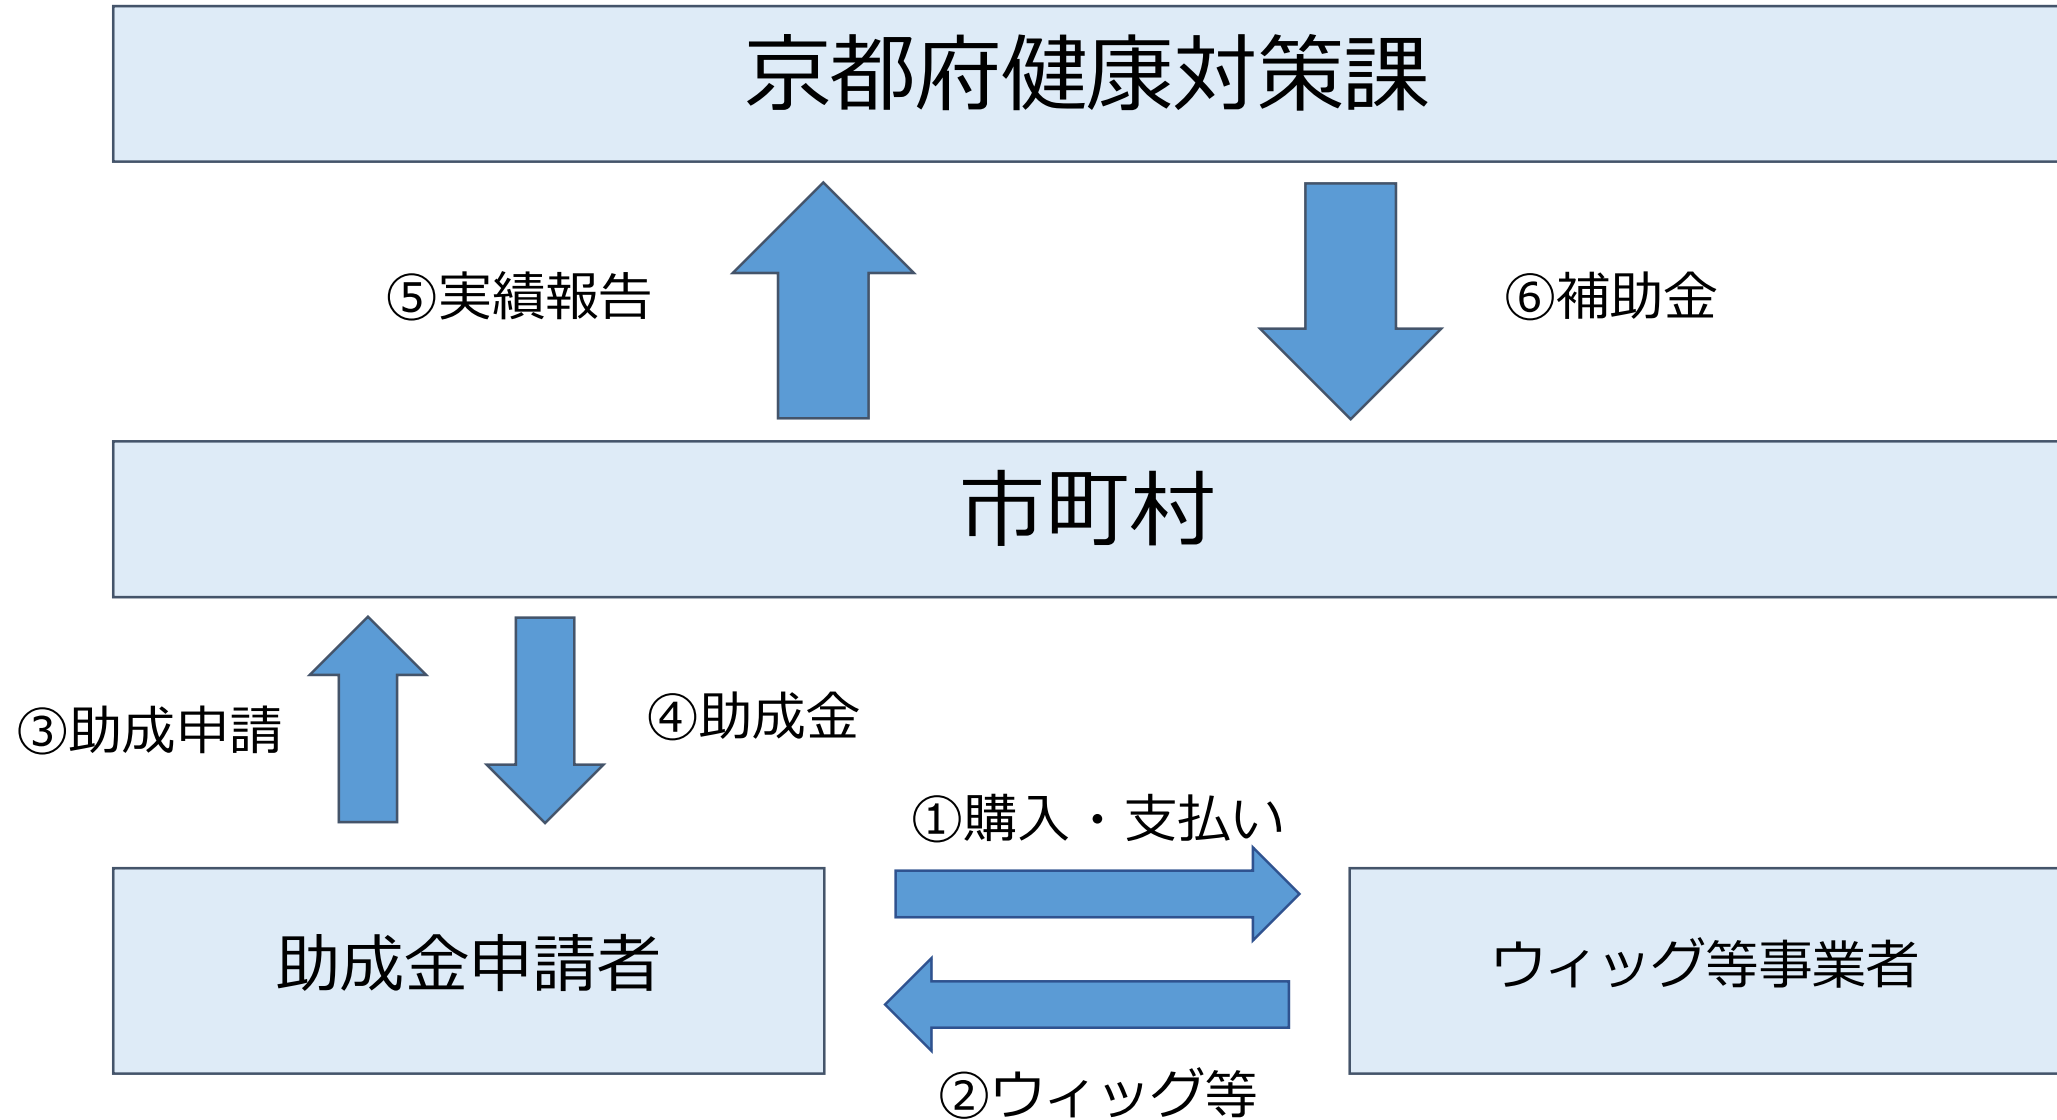 京都府健康対策課
⑤実績報告
⑥補助金
市町村
③助成申請
④助成金
①購入・支払い
助成金申請者
ウィッグ等事業者
②ウィッグ等